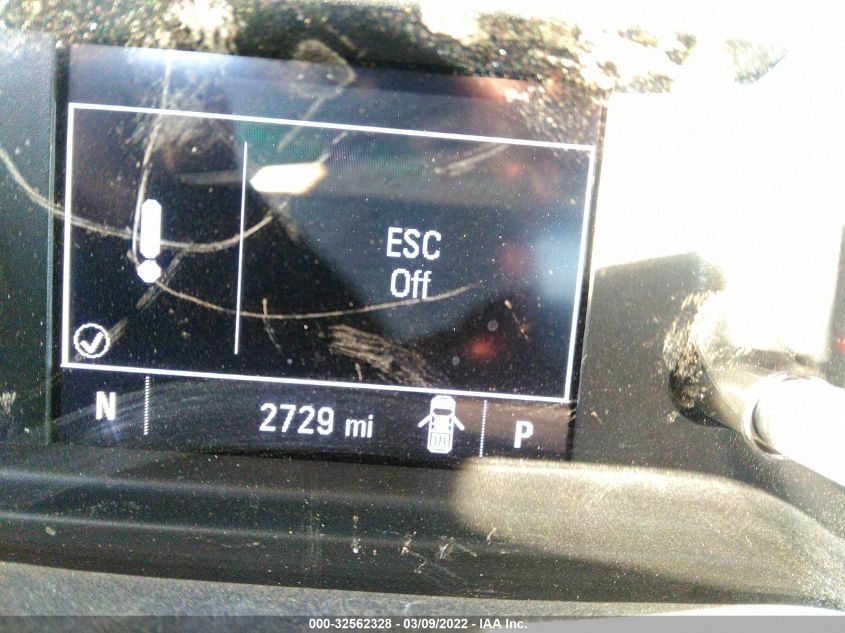 ESC
Off
N 2729 mi P
000-32562328 - 03/09/2022 - IAA Inc.